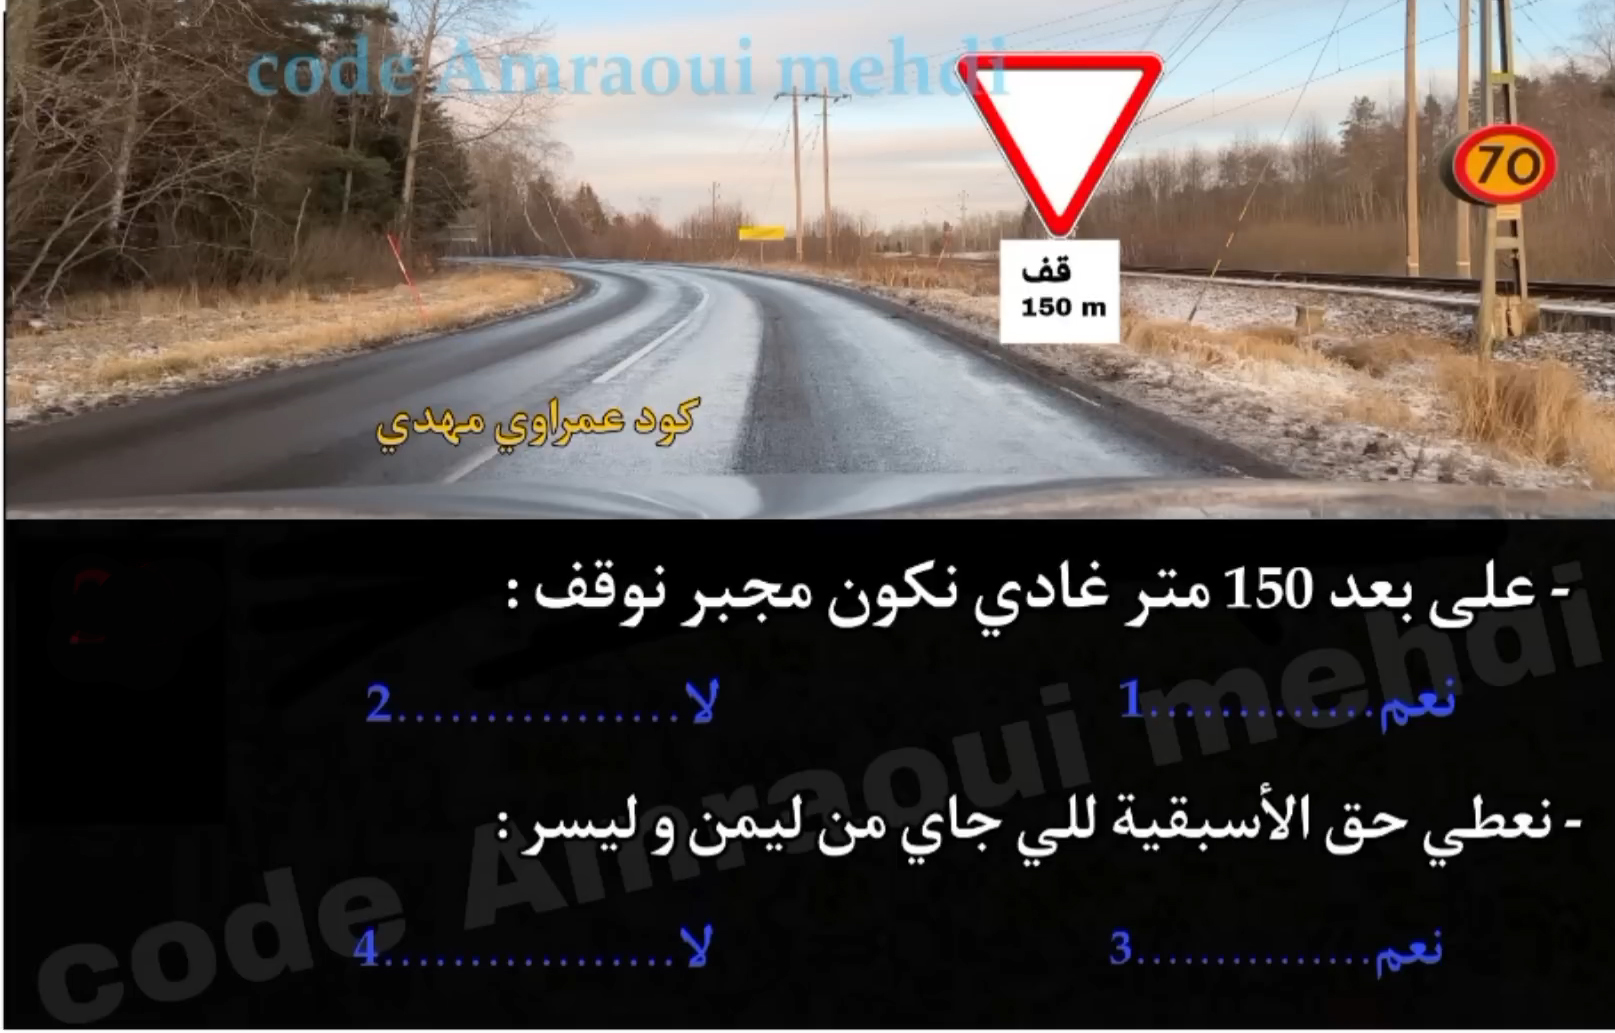 code Amraoui mehdi
70
قف
150 m
كود عمراوي مهدي
- على بعد 150 متر غادي نكون مجبر نوقف :
نعم.............1 لا................2
- نعطي حق الأسبقية للي جاي من ليمن و ليسر :
نعم...............3 لا.................4
code Amraoui mehdi